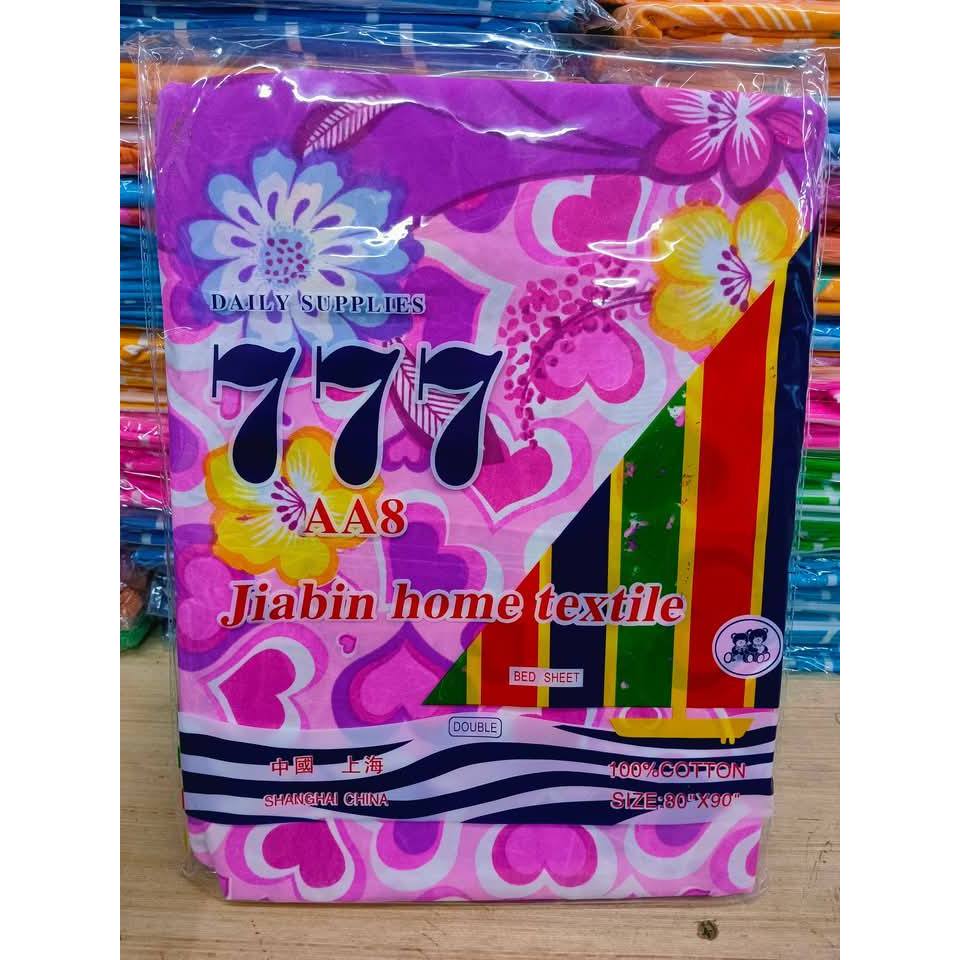 DAILY SUPPLIES
777
AA8
Jiabin home textile
BED SHEET
DOUBLE
中國 上海
SHANGHAI CHINA
100%COTTON
SIZE:80"X90"